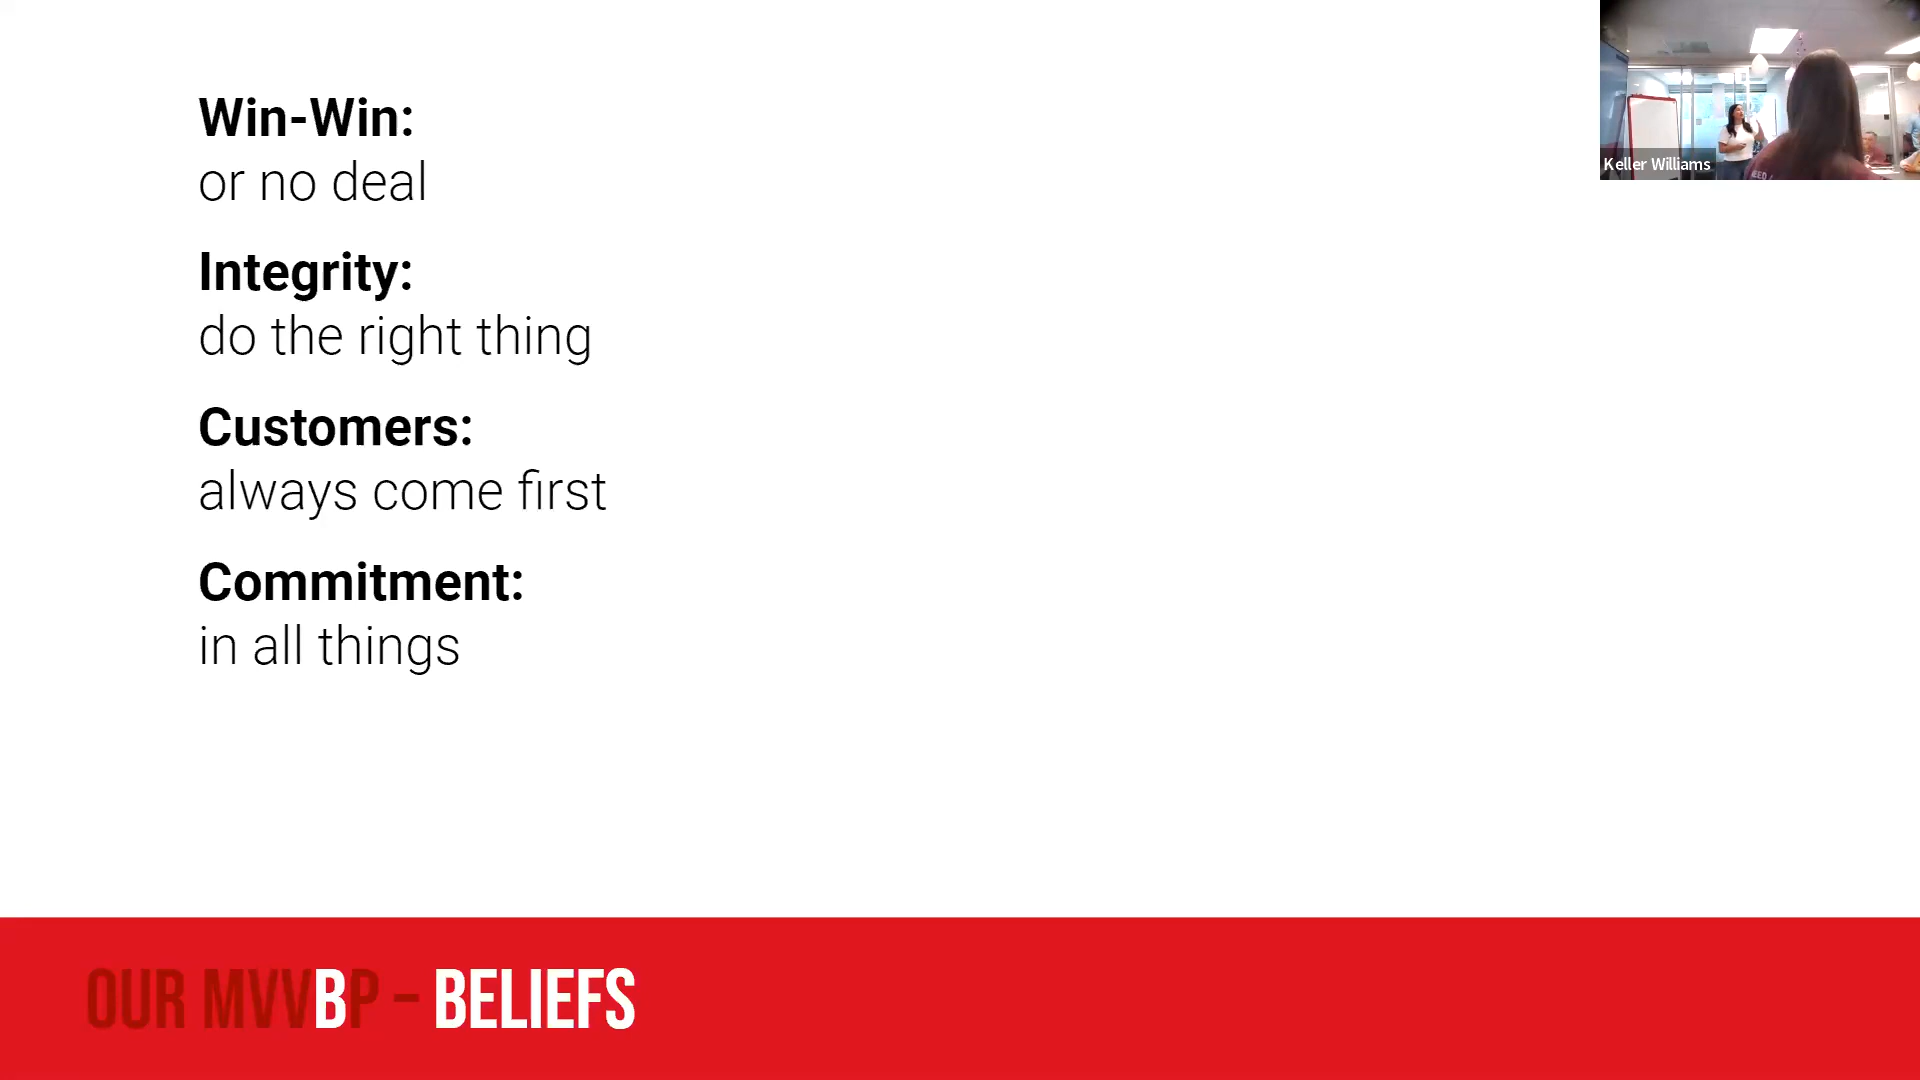 Win-Win:
or no deal
Integrity:
do the right thing
Customers:
always come first
Commitment:
in all things
Keller Williams
OUR MVVBP - BELIEFS